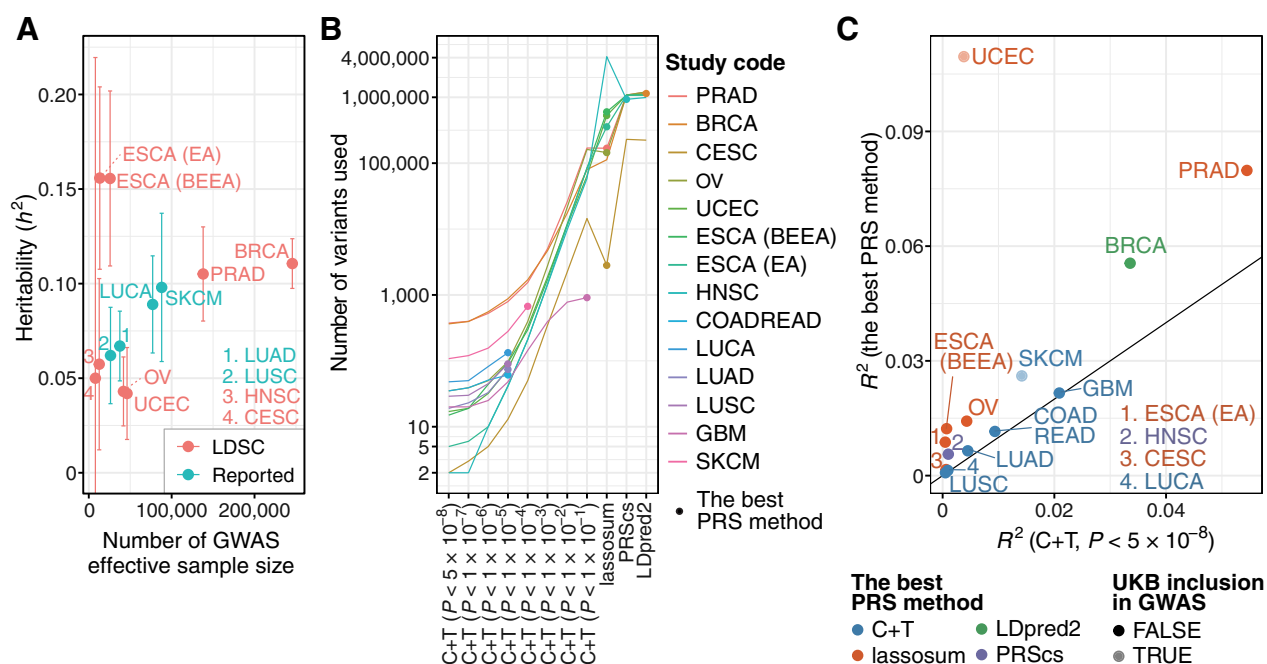 A
Heritability (h²)
0.20
0.15
0.10
0.05
0
ESCA (EA)
ESCA (BEEA)
BRCA
PRAD
LUCA
SKCM
1
2
3
4
OV
UCEC
1. LUAD
2. LUSC
3. HNSC
4. CESC
LDSC
Reported
0
100,000
200,000
Number of GWAS
effective sample size
B
Number of variants used
4,000,000
1,000,000
100,000
1,000
10
5
2
C+T (P < 5 × 10⁻⁸)
C+T (P < 1 × 10⁻⁷)
C+T (P < 1 × 10⁻⁶)
C+T (P < 1 × 10⁻⁵)
C+T (P < 1 × 10⁻⁴)
C+T (P < 1 × 10⁻³)
C+T (P < 1 × 10⁻²)
C+T (P < 1 × 10⁻¹)
lassosum
PRScs
LDpred2
Study code
PRAD
BRCA
CESC
OV
UCEC
ESCA (BEEA)
ESCA (EA)
HNSC
COADREAD
LUCA
LUAD
LUSC
GBM
SKCM
The best
PRS method
C
R² (the best PRS method)
0.09
0.06
0.03
0
UCEC
PRAD
BRCA
ESCA
(BEEA)
SKCM
GBM
OV
COAD
READ
1
2
3
4
LUAD
LUSC
1. ESCA (EA)
2. HNSC
3. CESC
4. LUCA
0
0.02
0.04
R² (C+T, P < 5 × 10⁻⁸)
The best
PRS method
C+T
lassosum
LDpred2
PRScs
UKB inclusion
in GWAS
FALSE
TRUE